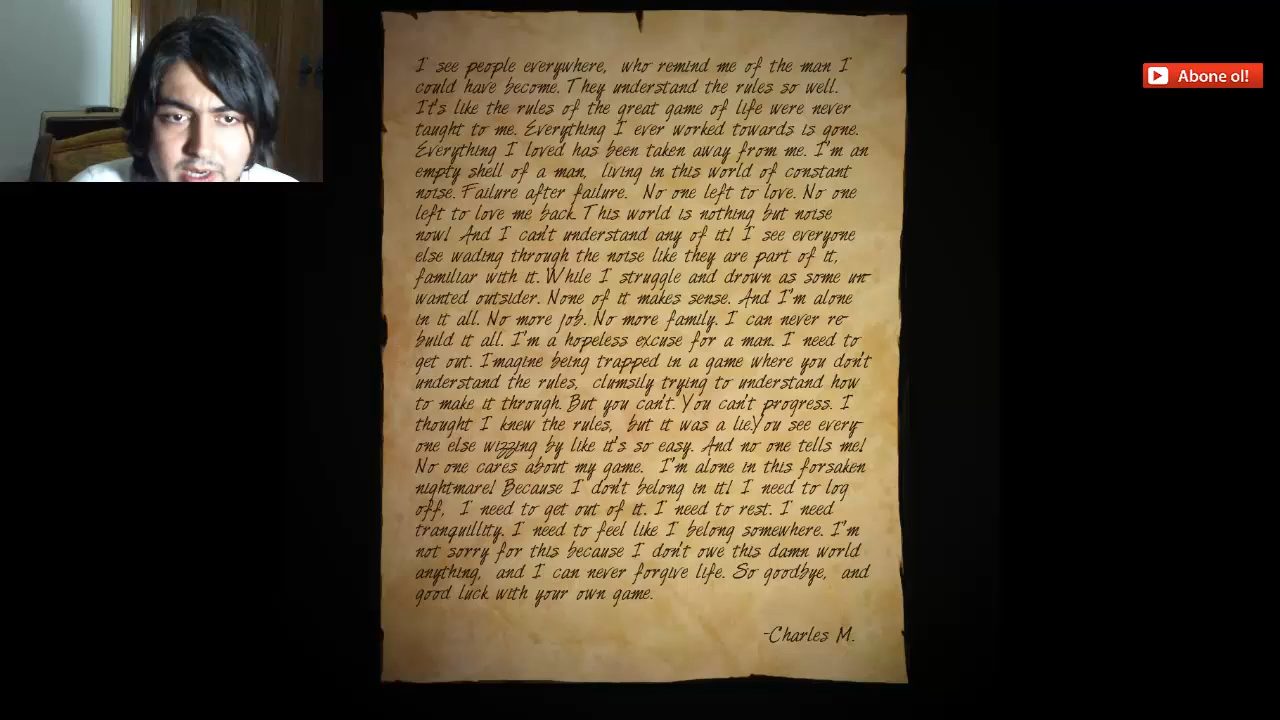 Abone ol!
I see people everywhere, who remind me of the man I
could have become. They understand the rules so well.
It's like the rules of the great game of life were never
taught to me. Everything I ever worked towards is gone.
Everything I loved has been taken away from me. I'm an
empty shell of a man, living in this world of constant
noise. Failure after failure. No one left to love. No one
left to love me back. This world is nothing but noise
now! And I can't understand any of it! I see everyone
else wading through the noise like they are part of it,
familiar with it. While I struggle and drown as some un-
wanted outsider. None of it makes sense. And I'm alone
in it all. No more job. No more family. I can never re-
build it all. I'm a hopeless excuse for a man. I need to
get out. Imagine being trapped in a game where you don't
understand the rules, clumsily trying to understand how
to make it through. But you can't. You can't progress. I
thought I knew the rules, but it was a lie.You see every-
one else wizzing by like it's so easy. And no one tells me!
No one cares about my game. I'm alone in this forsaken
nightmare! Because I don't belong in it! I need to log
off, I need to get out of it. I need to rest. I need
tranquillity. I need to feel like I belong somewhere. I'm
not sorry for this because I don't owe this damn world
anything, and I can never forgive life. So goodbye, and
good luck with your own game.
-Charles M.